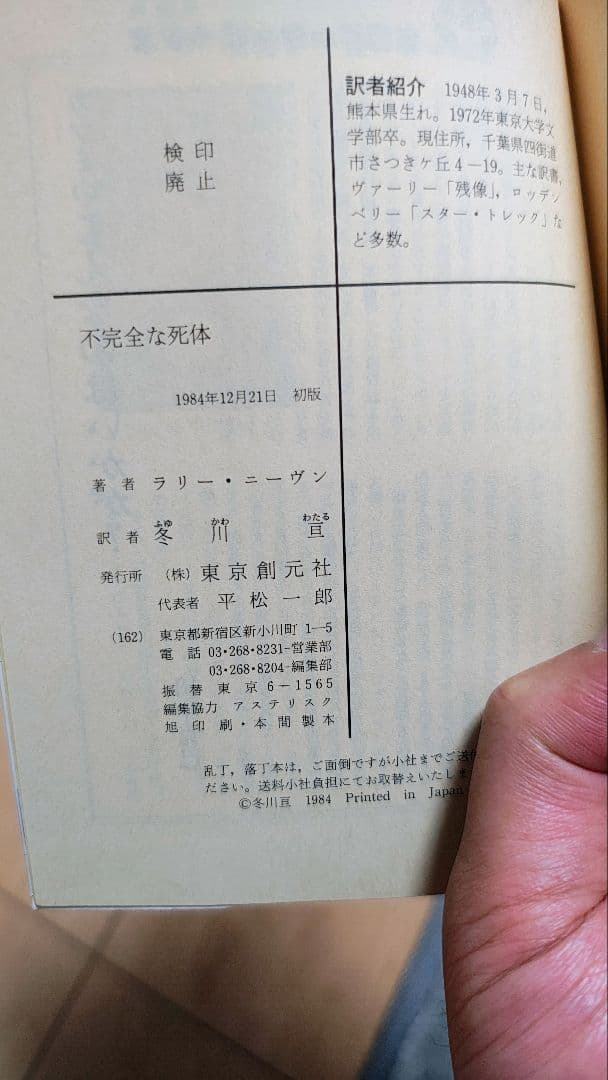 訳者紹介　1948年3月7日，
熊本県生れ。1972年東京大学文
学部卒。現住所，千葉県四街道
市さつきケ丘4－19。主な訳書，
ヴァーリー「残像」，ロッデン
ベリー「スター・トレック」な
ど多数。
検印
廃止
不完全な死体
1984年12月21日　初版
著者　ラリー・ニーヴン
ふゆ　かわ　わたる
訳者　冬川　亘
発行所　（株）東京創元社
代表者　平松一郎
（162）　東京都新宿区新小川町 1―5
電話　03・268・8231-営業部
03・268・8204-編集部
振替　東京6－1565
編集協力　アステリスク
旭印刷・本間製本
乱丁，落丁本は，ご面倒ですが小社までご送
ださい。送料小社負担にてお取替えいたしま
©冬川亘　1984　Printed in Japan